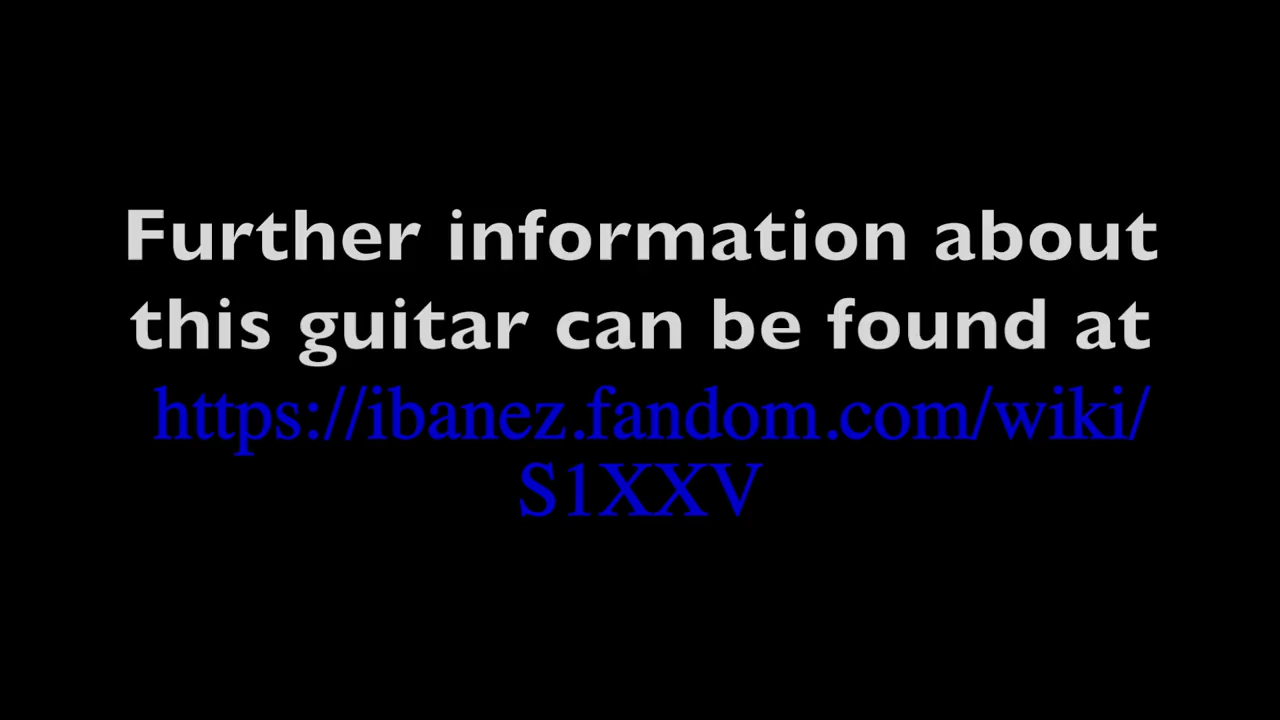 Further information about
this guitar can be found at
https://ibanez.fandom.com/wiki/
S1XXV